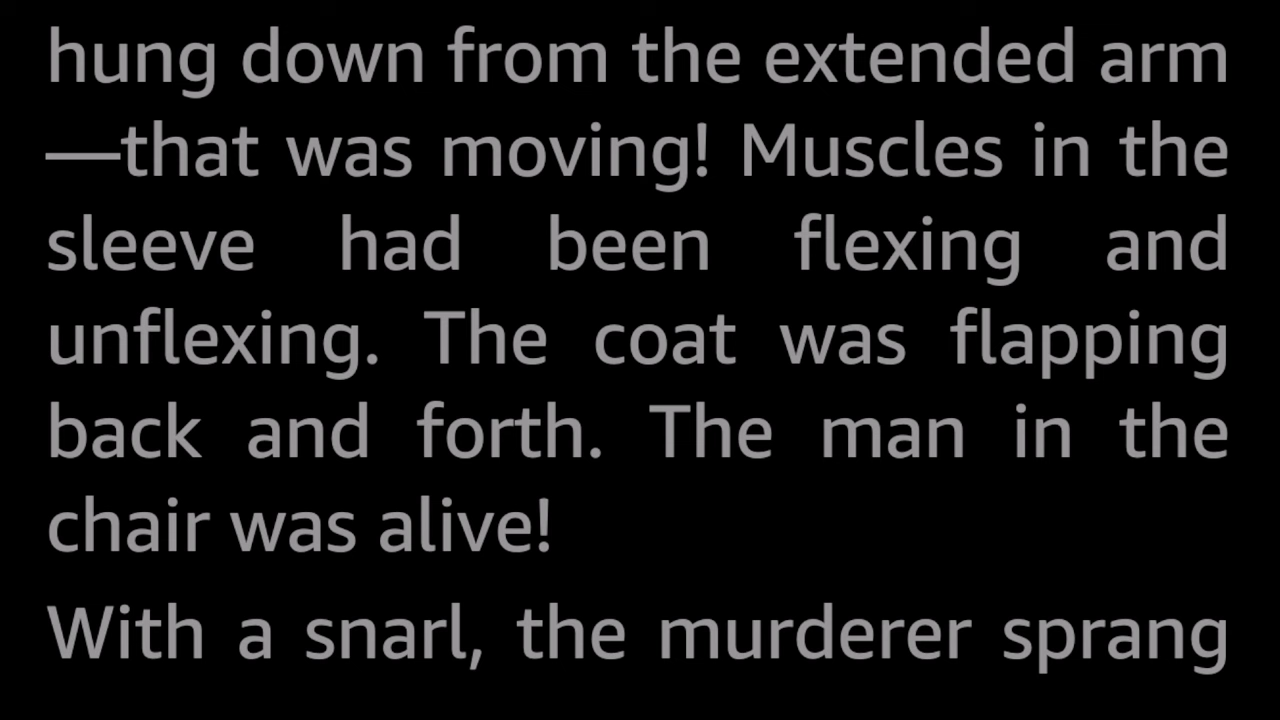 hung down from the extended arm
—that was moving! Muscles in the
sleeve had been flexing and
unflexing. The coat was flapping
back and forth. The man in the
chair was alive!
With a snarl, the murderer sprang